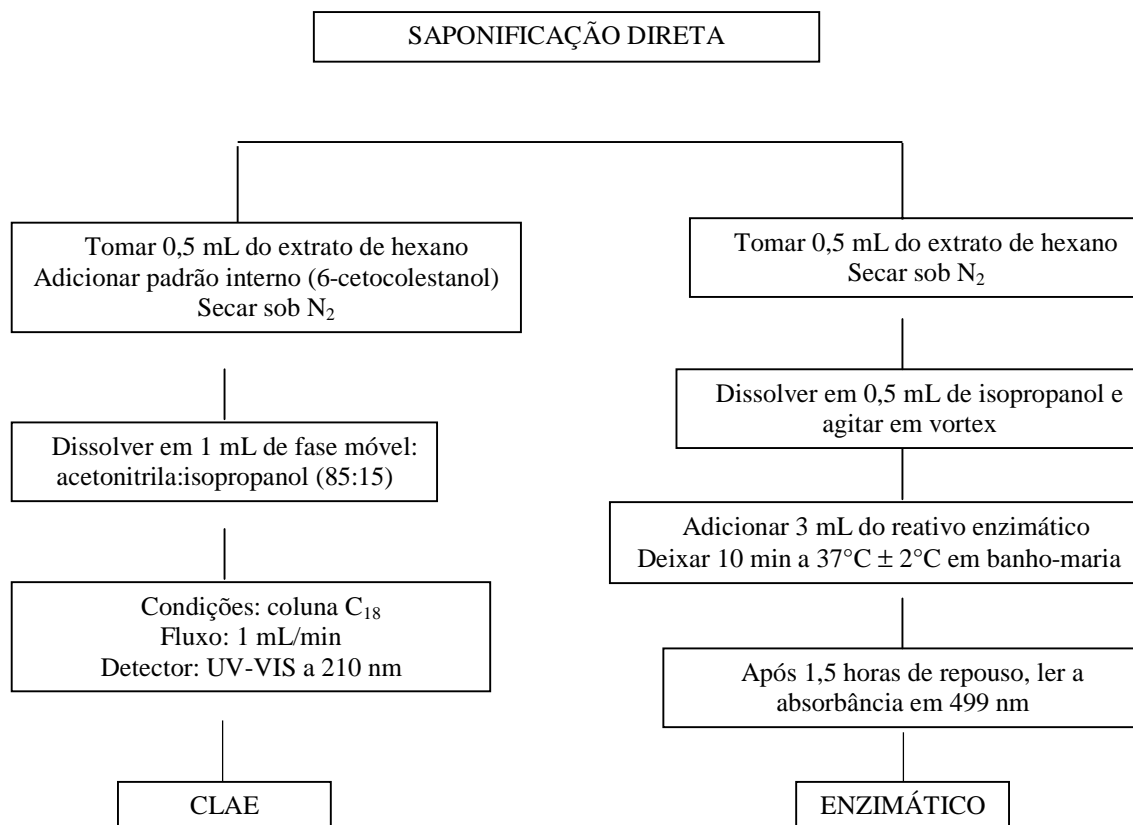 SAPONIFICAÇÃO DIRETA
Tomar 0,5 mL do extrato de hexano
Adicionar padrão interno (6-cetocolestanol)
Secar sob N₂
Dissolver em 1 mL de fase móvel:
acetonitrila:isopropanol (85:15)
Condições: coluna C₁₈
Fluxo: 1 mL/min
Detector: UV-VIS a 210 nm
CLAE
Tomar 0,5 mL do extrato de hexano
Secar sob N₂
Dissolver em 0,5 mL de isopropanol e
agitar em vortex
Adicionar 3 mL do reativo enzimático
Deixar 10 min a 37°C ± 2°C em banho-maria
Após 1,5 horas de repouso, ler a
absorbância em 499 nm
ENZIMÁTICO